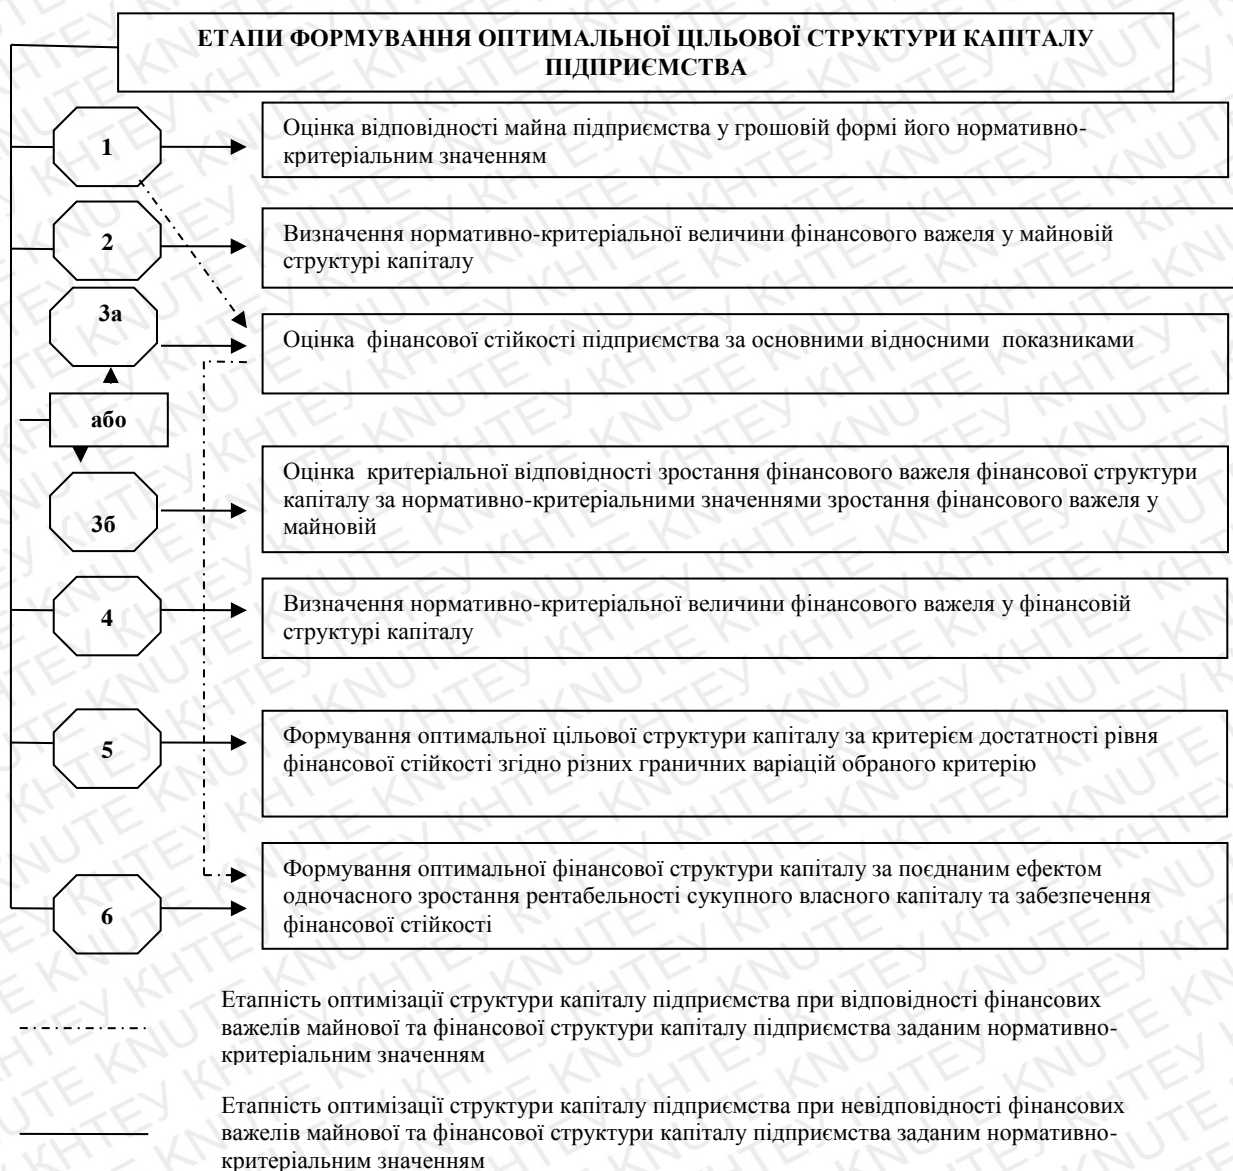 ЕТАПИ ФОРМУВАННЯ ОПТИМАЛЬНОЇ ЦІЛЬОВОЇ СТРУКТУРИ КАПІТАЛУ
ПІДПРИЄМСТВА
1
Оцінка відповідності майна підприємства у грошовій формі його нормативно-
критеріальним значенням
2
Визначення нормативно-критеріальної величини фінансового важеля у майновій
структурі капіталу
3а
Оцінка фінансової стійкості підприємства за основними відносними показниками
або
3б
Оцінка критеріальної відповідності зростання фінансового важеля фінансової структури
капіталу за нормативно-критеріальними значеннями зростання фінансового важеля у
майновій
4
Визначення нормативно-критеріальної величини фінансового важеля у фінансовій
структурі капіталу
5
Формування оптимальної цільової структури капіталу за критерієм достатності рівня
фінансової стійкості згідно різних граничних варіацій обраного критерію
6
Формування оптимальної фінансової структури капіталу за поєднаним ефектом
одночасного зростання рентабельності сукупного власного капіталу та забезпечення
фінансової стійкості
Етапність оптимізації структури капіталу підприємства при відповідності фінансових
важелів майнової та фінансової структури капіталу підприємства заданим нормативно-
критеріальним значенням
Етапність оптимізації структури капіталу підприємства при невідповідності фінансових
важелів майнової та фінансової структури капіталу підприємства заданим нормативно-
критеріальним значенням